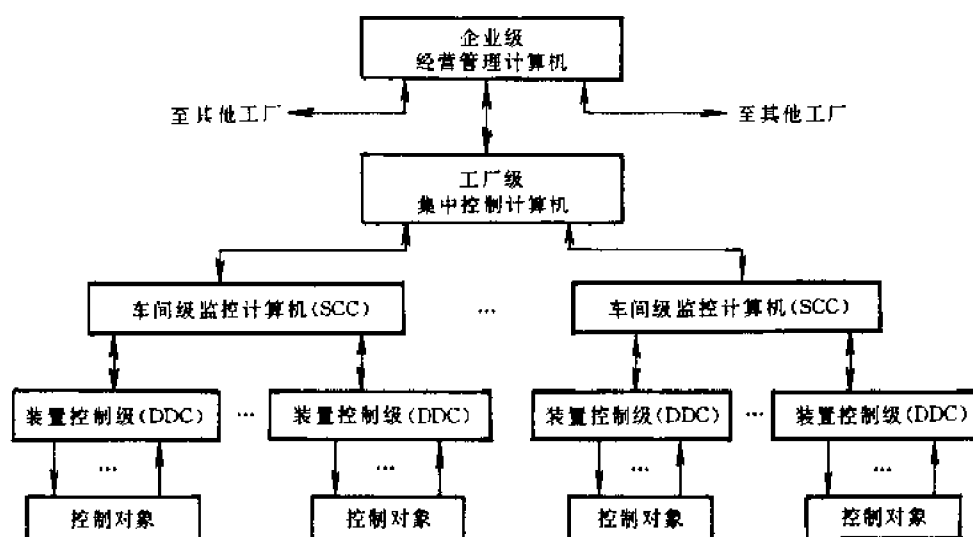 企业级
经营管理计算机
至其他工厂
至其他工厂
工厂级
集中控制计算机
车间级监控计算机(SCC)
...
车间级监控计算机(SCC)
装置控制级(DDC)
...
装置控制级(DDC)
装置控制级(DDC)
...
装置控制级(DDC)
...
...
...
...
控制对象
控制对象
控制对象
控制对象